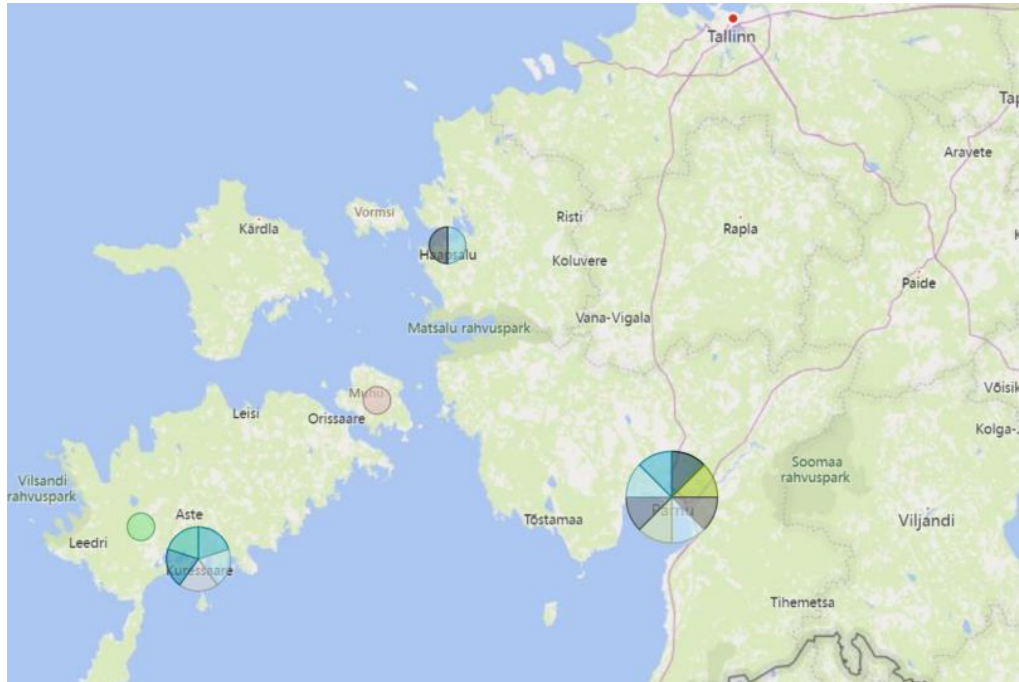 Tallinn
Tap
Aravete
Vormsi
Kärdla
Risti
Rapla
Haapsalu
Koluvere
Paide
Vana-Vigala
Matsalu rahvuspark
Muhu
Leisi
Orissaare
Võisik
Kolga-J
Soomaa
rahvuspark
Vilsandi
rahvuspark
Aste
Tõstamaa
Pärnu
Viljandi
Leedri
Kuressaare
Tihemetsa